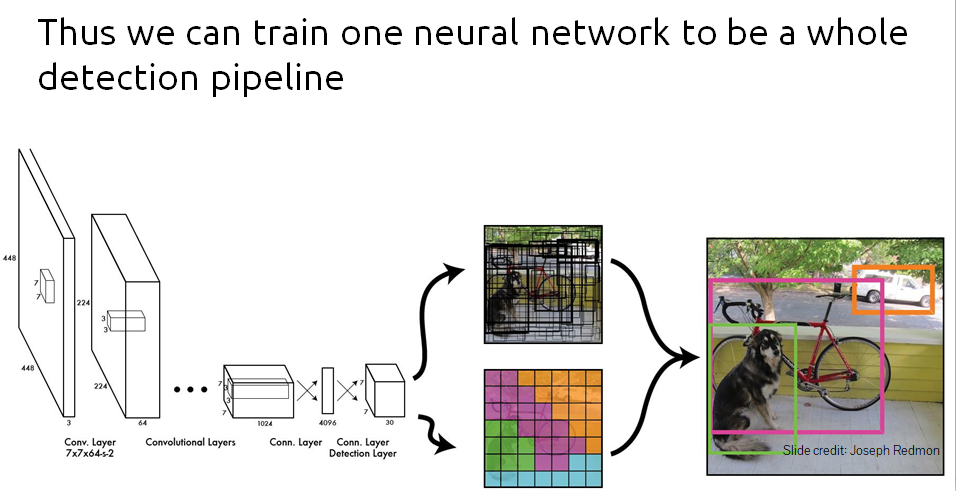 Thus we can train one neural network to be a whole
detection pipeline
448
448
7
7
3
224
224
3
3
64
7
3
3
7
1024
4096
7
7
30
Conv. Layer
7x7x64-s-2
Convolutional Layers
Conn. Layer
Conn. Layer
Detection Layer
Slide credit: Joseph Redmon